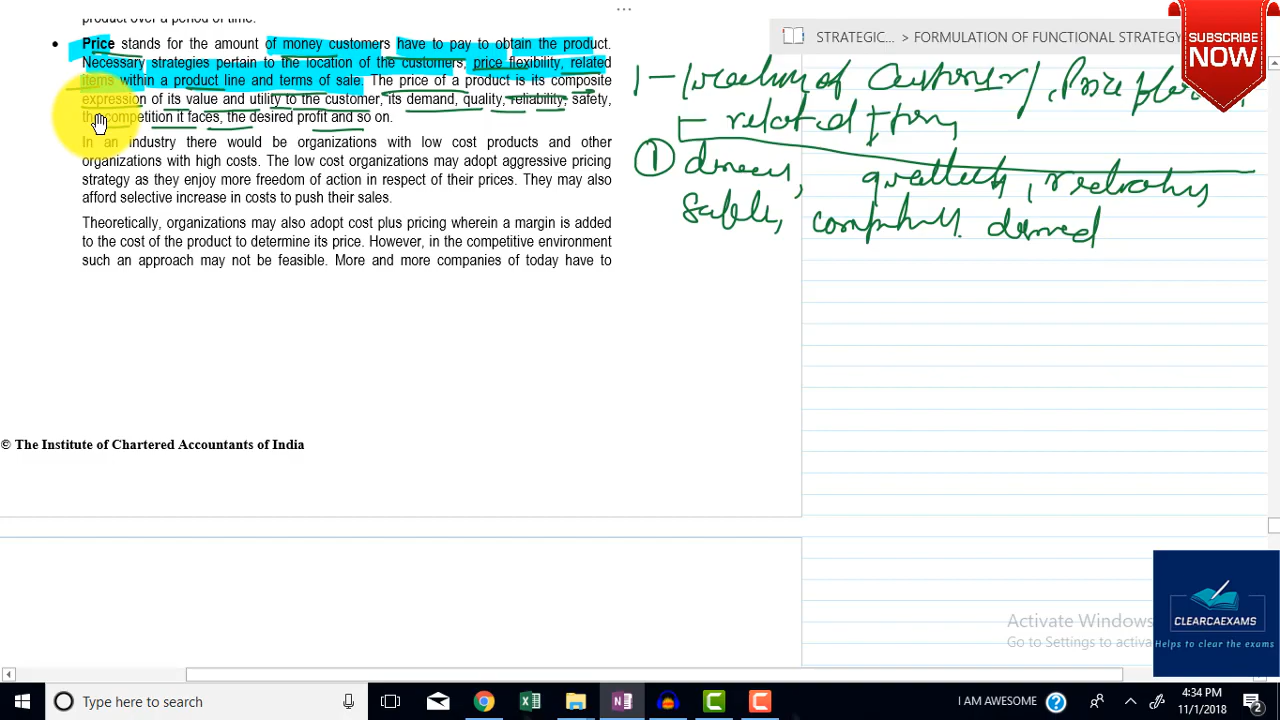 product over a period of time.
• Price stands for the amount of money customers have to pay to obtain the product.
Necessary strategies pertain to the location of the customers, price flexibility, related
items within a product line and terms of sale. The price of a product is its composite
expression of its value and utility to the customer, its demand, quality, reliability, safety,
the competition it faces, the desired profit and so on.
In an industry there would be organizations with low cost products and other
organizations with high costs. The low cost organizations may adopt aggressive pricing
strategy as they enjoy more freedom of action in respect of their prices. They may also
afford selective increase in costs to push their sales.
Theoretically, organizations may also adopt cost plus pricing wherein a margin is added
to the cost of the product to determine its price. However, in the competitive environment
such an approach may not be feasible. More and more companies of today have to
© The Institute of Chartered Accountants of India
STRATEGIC... > FORMULATION OF FUNCTIONAL STRATEGY
SUBSCRIBE
NOW
1 - location of Customer, Price
related
①
Activate Windows
Go to Settings to activa
CLEARCAEXAMS
Helps to clear the exams
Type here to search
I AM AWESOME
4:34 PM
11/1/2018
2